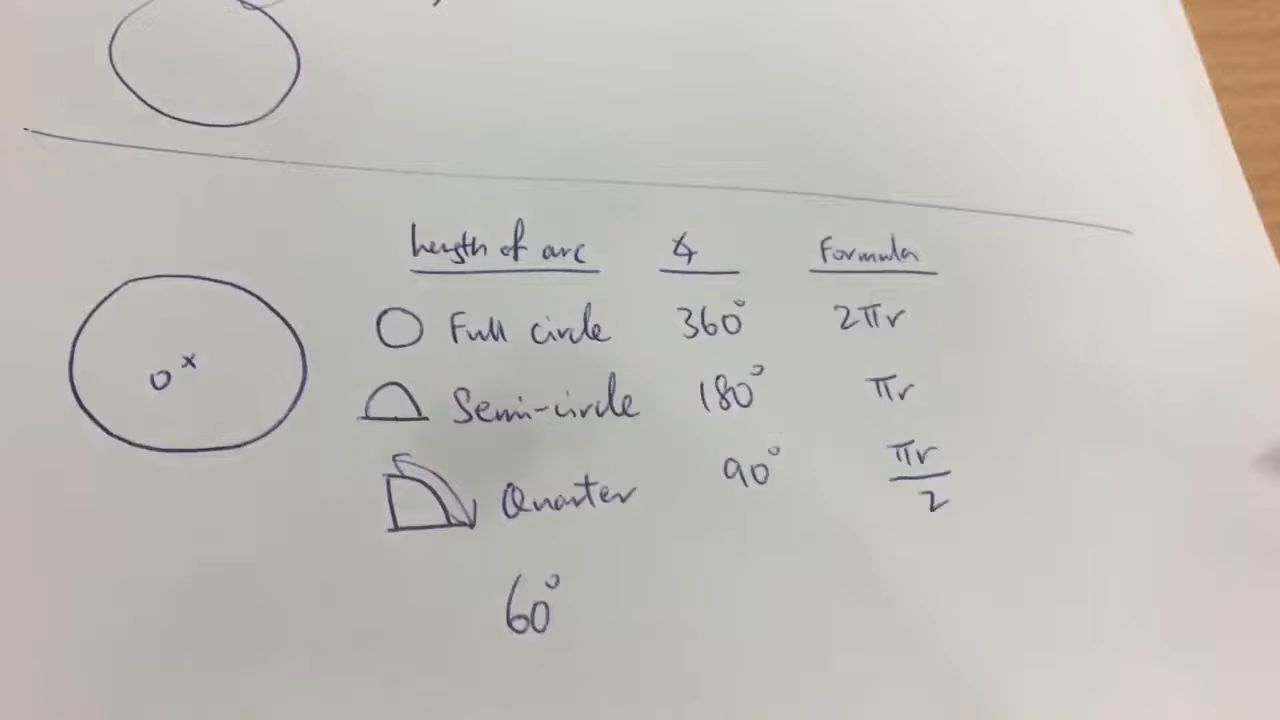 Length of arc ∡ Formula
Full circle 360° 2πr
Semi-circle 180° πr
O x
Quarter 90° πr/2
60°